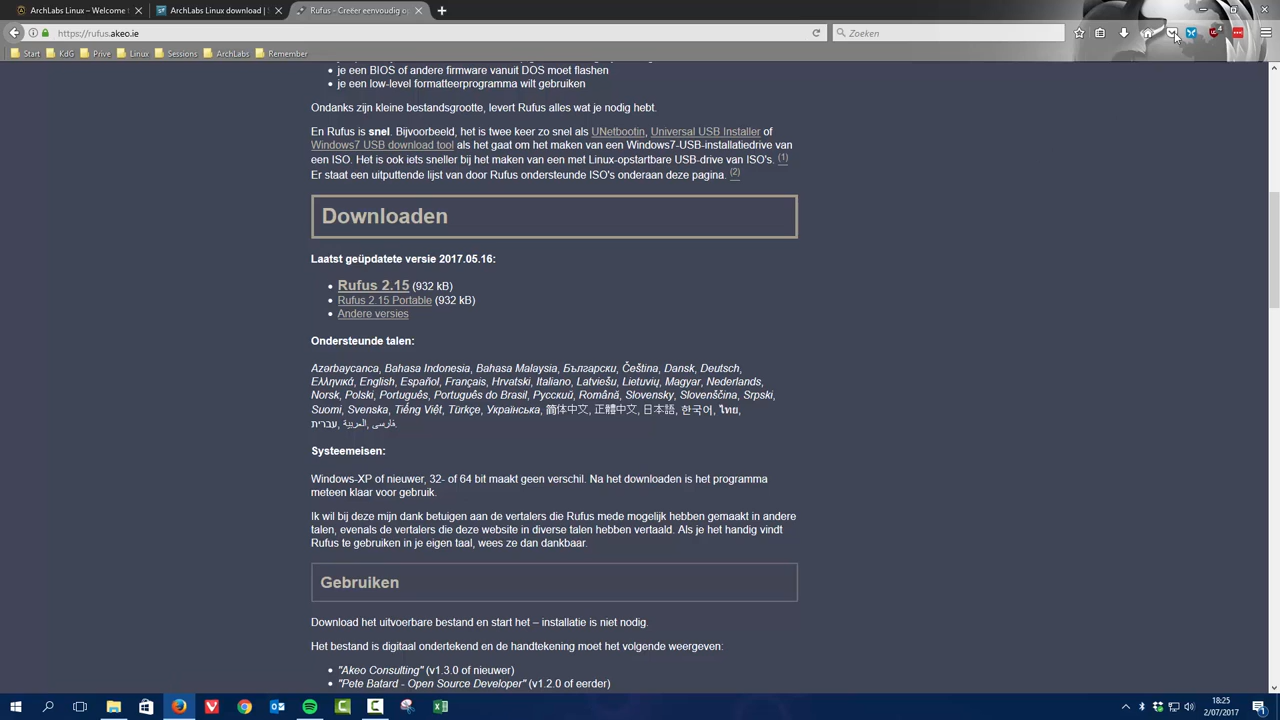 ArchLabs Linux – Welcome
ArchLabs Linux download | S
Rufus - Creëer eenvoudig op
https://rufus.akeo.ie
Zoeken
4
Start
KdG
Prive
Linux
Sessions
ArchLabs
Remember
je een BIOS of andere firmware vanuit DOS moet flashen
je een low-level formatteerprogramma wilt gebruiken
Ondanks zijn kleine bestandsgrootte, levert Rufus alles wat je nodig hebt.
En Rufus is snel. Bijvoorbeeld, het is twee keer zo snel als UNetbootin, Universal USB Installer of
Windows7 USB download tool als het gaat om het maken van een Windows7-USB-installatiedrive van
een ISO. Het is ook iets sneller bij het maken van een met Linux-opstartbare USB-drive van ISO's. (1)
Er staat een uitputtende lijst van door Rufus ondersteunde ISO's onderaan deze pagina. (2)
Downloaden
Laatst geüpdatete versie 2017.05.16:
Rufus 2.15 (932 kB)
Rufus 2.15 Portable (932 kB)
Andere versies
Ondersteunde talen:
Azərbaycanca, Bahasa Indonesia, Bahasa Malaysia, Български, Čeština, Dansk, Deutsch,
Ελληνικά, English, Español, Français, Hrvatski, Italiano, Latviešu, Lietuvių, Magyar, Nederlands,
Norsk, Polski, Português, Português do Brasil, Русский, Română, Slovensky, Slovenščina, Srpski,
Suomi, Svenska, Tiếng Việt, Türkçe, Українська, 简体中文, 正體中文, 日本語, 한국어, ไทย,
עברית, العربية, فارسی.
Systeemeisen:
Windows-XP of nieuwer, 32- of 64 bit maakt geen verschil. Na het downloaden is het programma
meteen klaar voor gebruik.
Ik wil bij deze mijn dank betuigen aan de vertalers die Rufus mede mogelijk hebben gemaakt in andere
talen, evenals de vertalers die deze website in diverse talen hebben vertaald. Als je het handig vindt
Rufus te gebruiken in je eigen taal, wees ze dan dankbaar.
Gebruiken
Download het uitvoerbare bestand en start het – installatie is niet nodig.
Het bestand is digitaal ondertekend en de handtekening moet het volgende weergeven:
"Akeo Consulting" (v1.3.0 of nieuwer)
"Pete Batard - Open Source Developer" (v1.2.0 of eerder)
18:25
2/07/2017